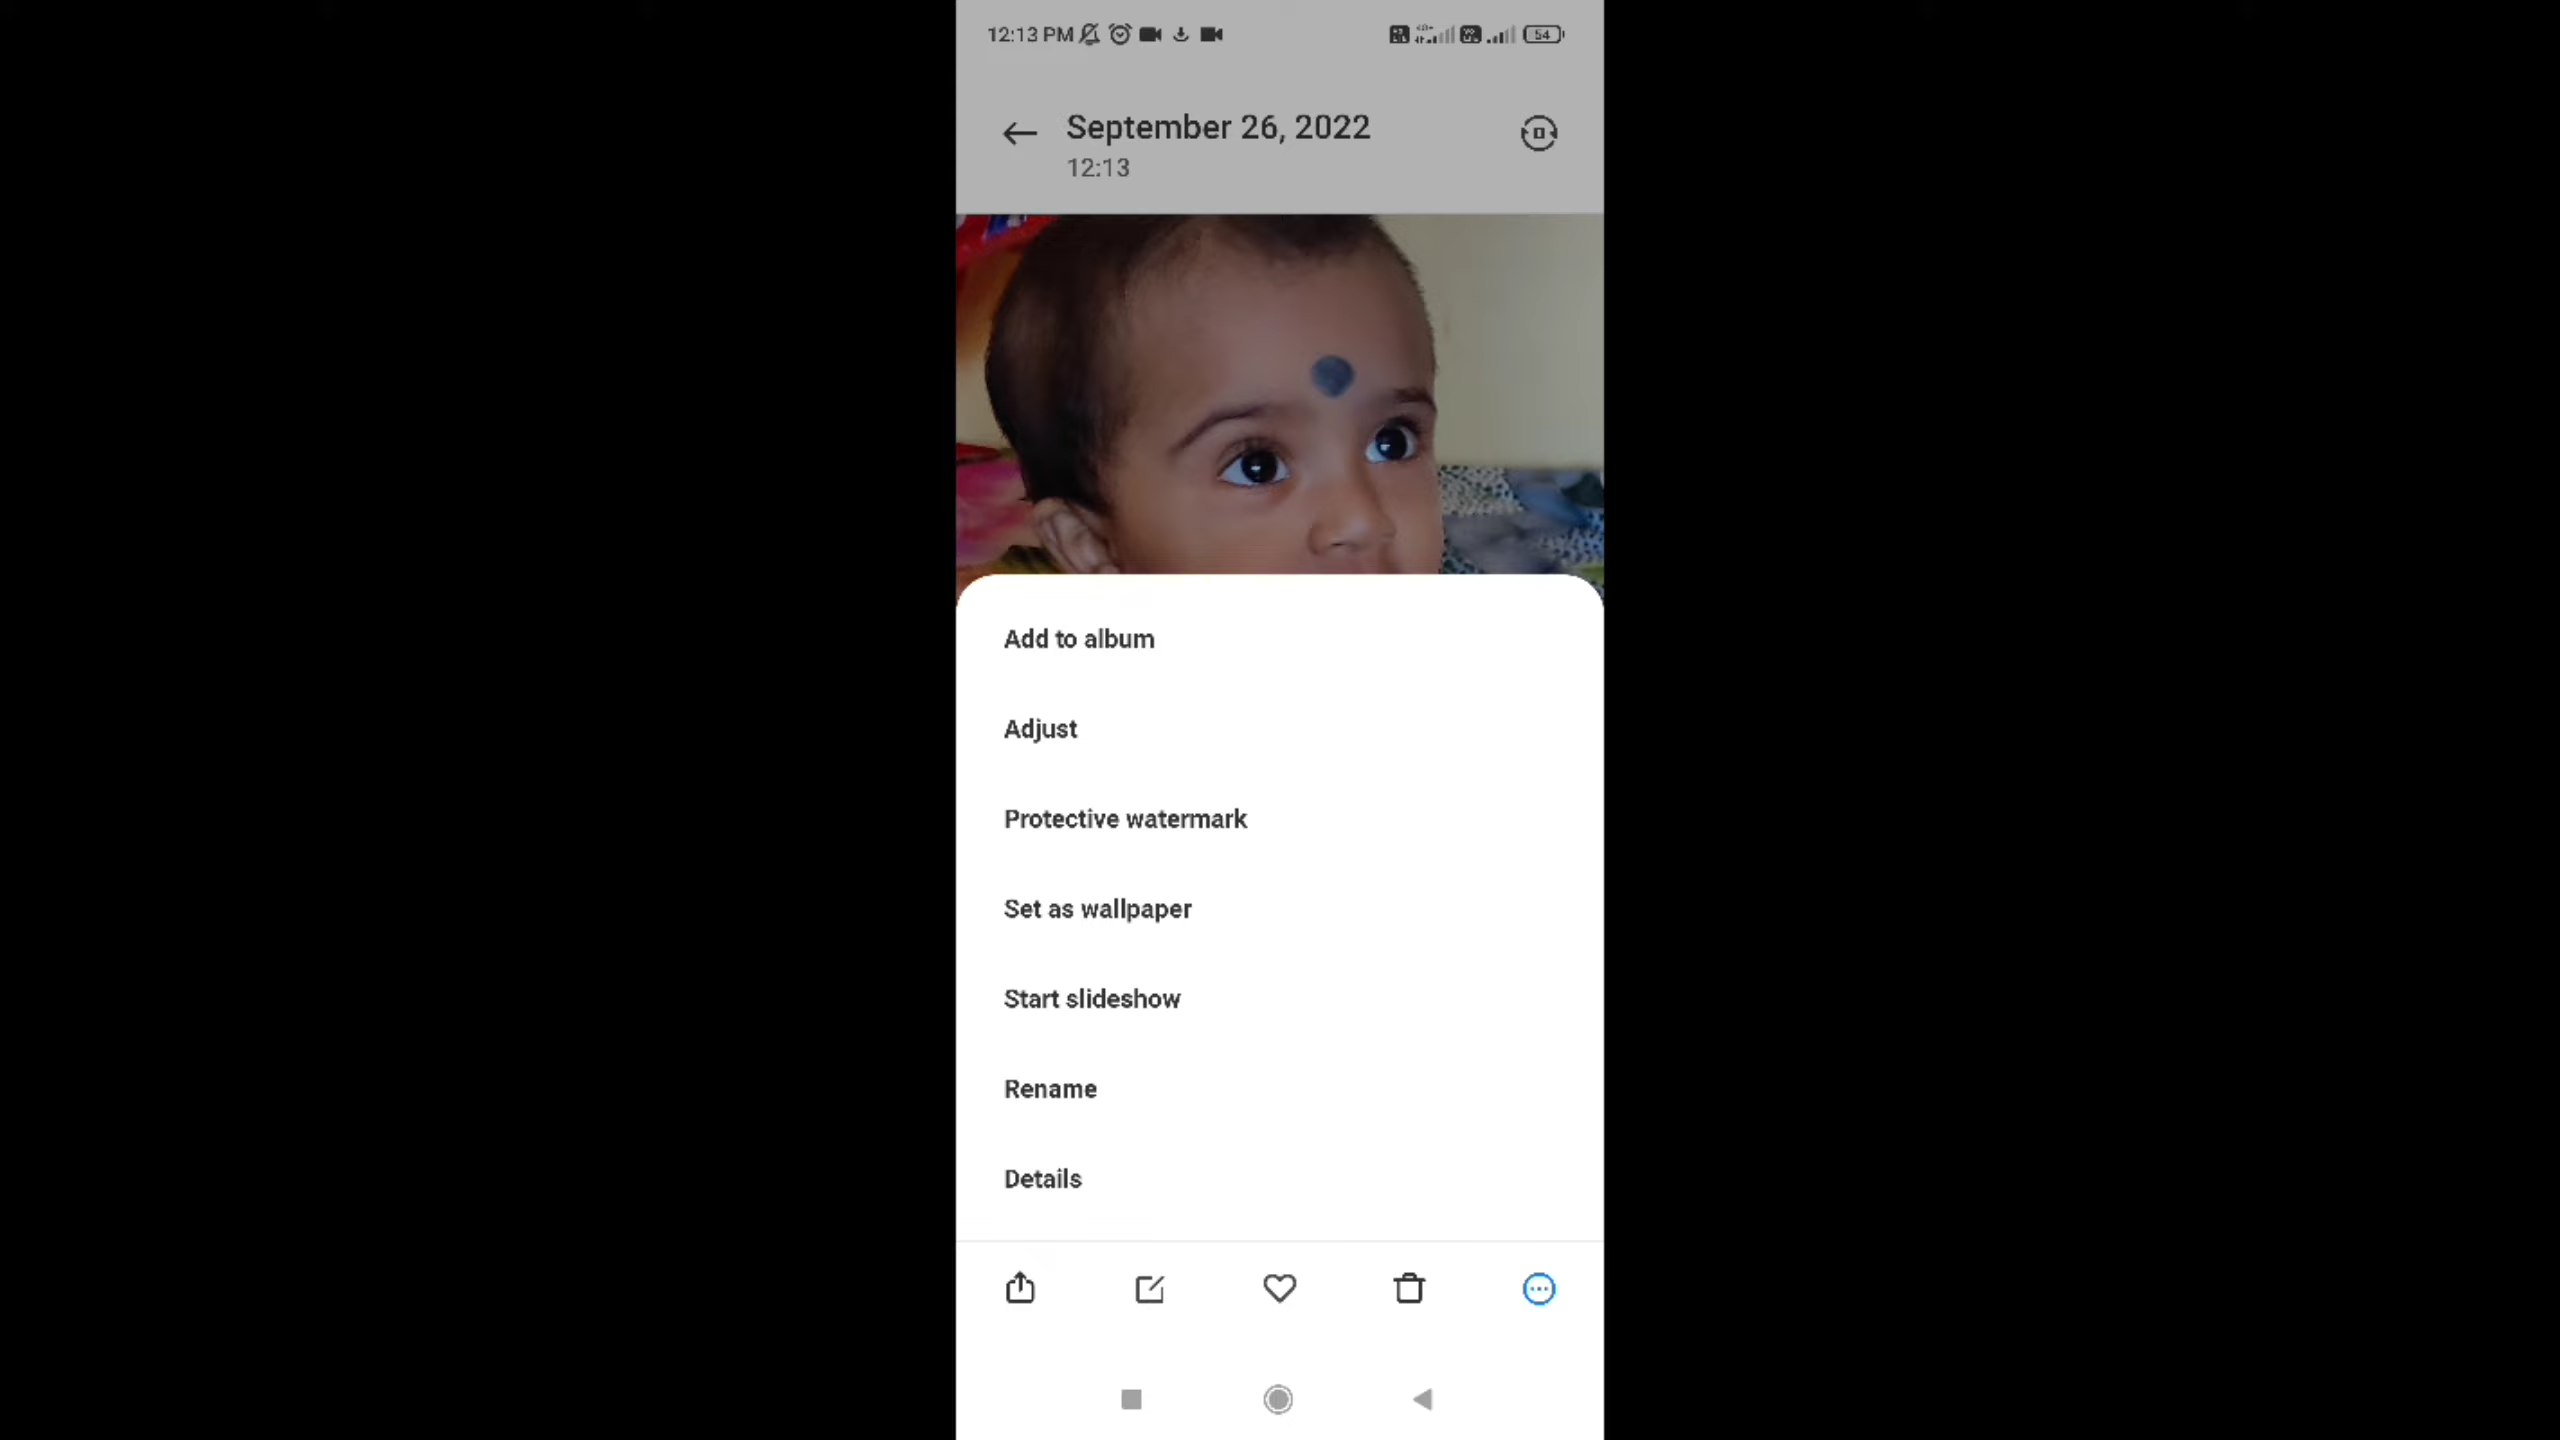 12:13 PM
54
September 26, 2022
12:13
Add to album
Adjust
Protective watermark
Set as wallpaper
Start slideshow
Rename
Details